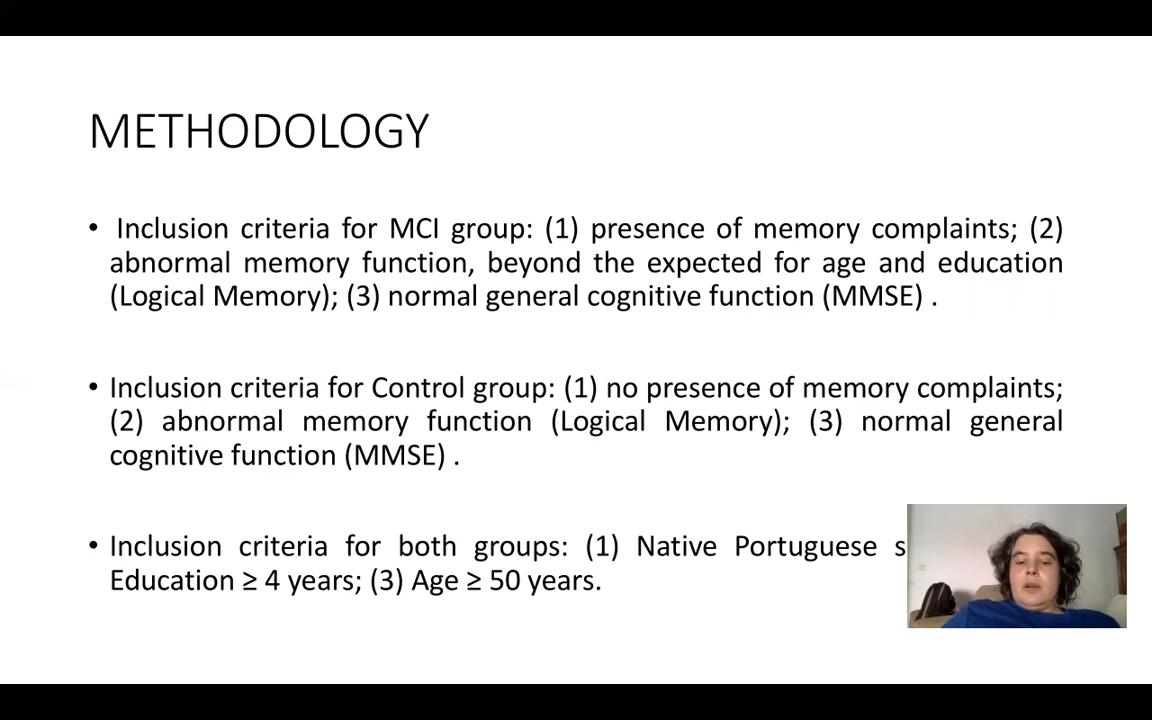 METHODOLOGY
• Inclusion criteria for MCI group: (1) presence of memory complaints; (2)
abnormal memory function, beyond the expected for age and education
(Logical Memory); (3) normal general cognitive function (MMSE) .
• Inclusion criteria for Control group: (1) no presence of memory complaints;
(2) abnormal memory function (Logical Memory); (3) normal general
cognitive function (MMSE) .
• Inclusion criteria for both groups: (1) Native Portuguese
Education ≥ 4 years; (3) Age ≥ 50 years.